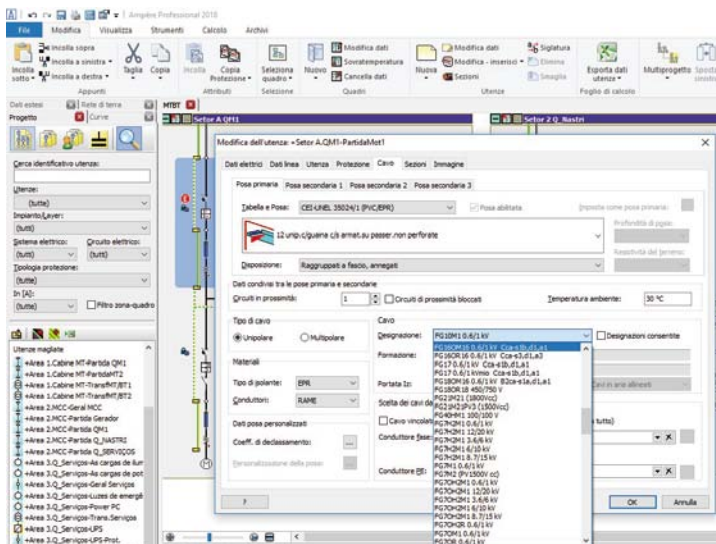 Ampère Professional 2018
File Modifica Visualizza Strumenti Calcolo Archivi
Incolla sotto
Incolla sopra
Incolla a sinistra
Incolla a destra
Taglia
Copia
Appunti
Incolla
Copia Protezione
Attributi
Seleziona quadro
Selezione
Nuovo
Modifica dati
Sovratemperatura
Cancella dati
Quadri
Nuova
Modifica dati
Modifica - inserisci
Sezioni
Siglatura
Elimina
Smaglia
Utenze
Esporta dati utenze
Foglio di calcolo
Multiprogetto
Dati estesi
Rete di terra
Progetto
Curve
MTBT
Setor A QM1
Setor 2 Q_Nastri
Cerca identificativo utenza:
Utenze:
(tutte)
Impianto/Layer:
(tutti)
Sistema elettrico:
Circuito elettrico:
(tutti)
(tutti)
Tipologia protezione:
(tutte)
In [A]:
(tutte)
Filtro zona-quadro
Utenze magliate
+Area 1.Cabine MT-Partida QM1
+Area 1.Cabine MT-PartidaMT2
+Area 1.Cabine MT-TransfMT/BT1
+Area 1.Cabine MT-TransfMT/BT2
+Area 2.MCC-Geral MCC
+Area 2.MCC-Partida Gerador
+Area 2.MCC-Partida QM1
+Area 2.MCC-Partida Q_NASTRI
+Area 2.MCC-Partida Q_SERVIÇOS
+Area 3.Q_Serviços-As cargas de ilum
+Area 3.Q_Serviços-As cargas de pot
+Area 3.Q_Serviços-Geral Serviços
+Area 3.Q_Serviços-Luzes de emergê
+Area 3.Q_Serviços-Power PC
+Area 3.Q_Serviços-Trans.Serviços
+Area 3.Q_Serviços-UPS
+Area 3.Q_Serviços-UPS-Prot.
Modifica dell'utenza: +Setor A.QM1-PartidaMot1
Dati elettrici Dati linea Utenza Protezione Cavo Sezioni Immagine
Posa primaria Posa secondaria 1 Posa secondaria 2 Posa secondaria 3
Tabella e Posa:
CEI-UNEL 35024/1 (PVC/EPR)
Posa abilitata
Imposta come posa primaria:
12 unip.c/guaina c/s armat.su passer.non perforate
Profondità di posa:
Resistività del terreno:
Disposizione:
Raggruppati a fascio, annegati
Dati condivisi tra le pose primaria e secondarie
Circuiti in prossimità:
1
Circuiti di prossimità bloccati
Temperatura ambiente:
30 °C
Tipo di cavo
Unipolare
Multipolare
Materiali
Tipo di isolante:
EPR
Conduttori:
RAME
Dati posa personalizzati
Coeff. di declassamento:
...
Personalizzazione della posa:
...
Cavo
Designazione:
FG10M1 0.6/1 kV
Designazioni consentite
Formazione:
Portata Iz:
Cavi in aria allineati
Scelta dei cavi da
Cavo vincolat
tutto)
Conduttore fase:
Conduttore PE:
FG16OM16 0.6/1 kV Cca-s1b,d1,a1
FG16OR16 0.6/1 kV Cca-s3,d1,a3
FG17 0.6/1 kV Cca-s1b,d1,a1
FG17 0.6/1 kVmio Cca-s1b,d1,a1
FG18OM16 0.6/1 kV B2ca-s1a,d1,a1
FG18OR18 450/750 V
FG21M21 (1800Vcc)
FG21M21PV3 (1500Vcc)
FG4OHM1 100/100 V
FG7H2M1 0.6/1 kV
FG7H2M1 12/20 kV
FG7H2M1 3.6/6 kV
FG7H2M1 6/10 kV
FG7H2M1 8.7/15 kV
FG7M1 0.6/1 kV
FG7M2 (PV1500V cc)
FG7OH2M1 0.6/1 kV
FG7OH2M1 12/20 kV
FG7OH2M1 3.6/6 kV
FG7OH2M1 6/10 kV
FG7OH2M1 8.7/15 kV
FG7OH2R 0.6/1 kV
FG7OM1 0.6/1 kV
FG7OR 0.6/1 kV
?
OK
Annulla